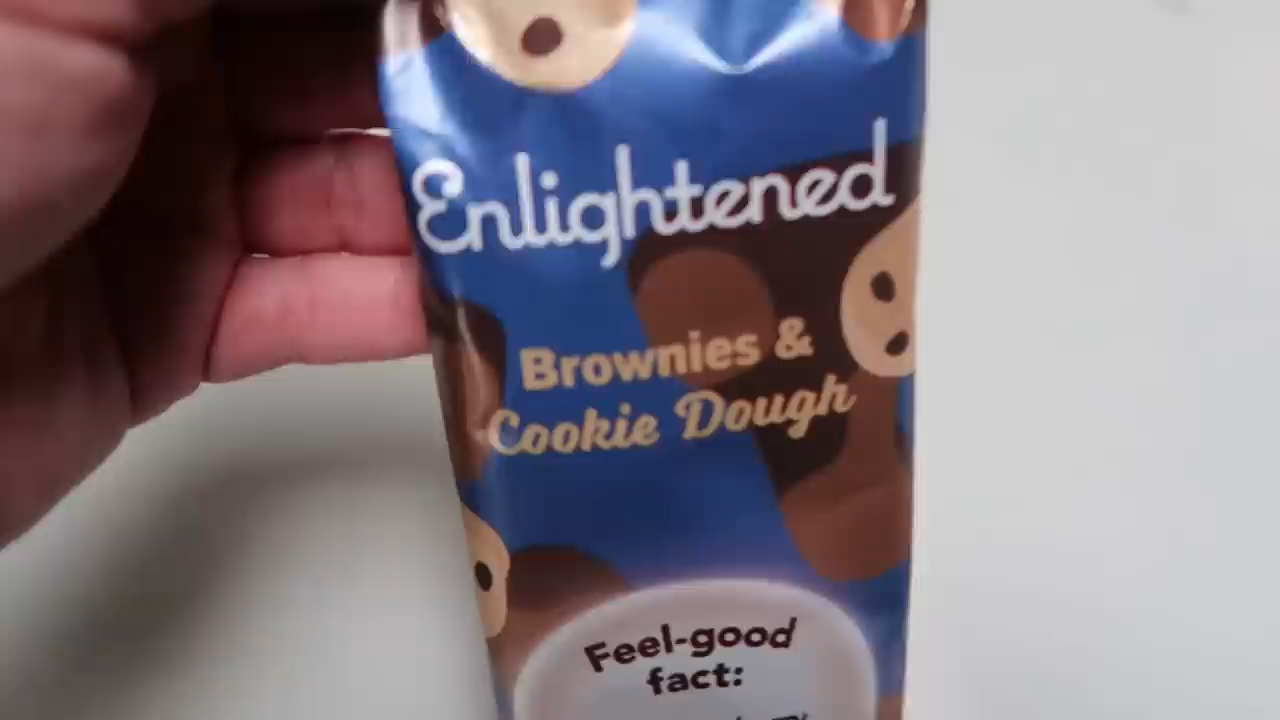 Enlightened
Brownies &
Cookie Dough
Feel-good
fact: